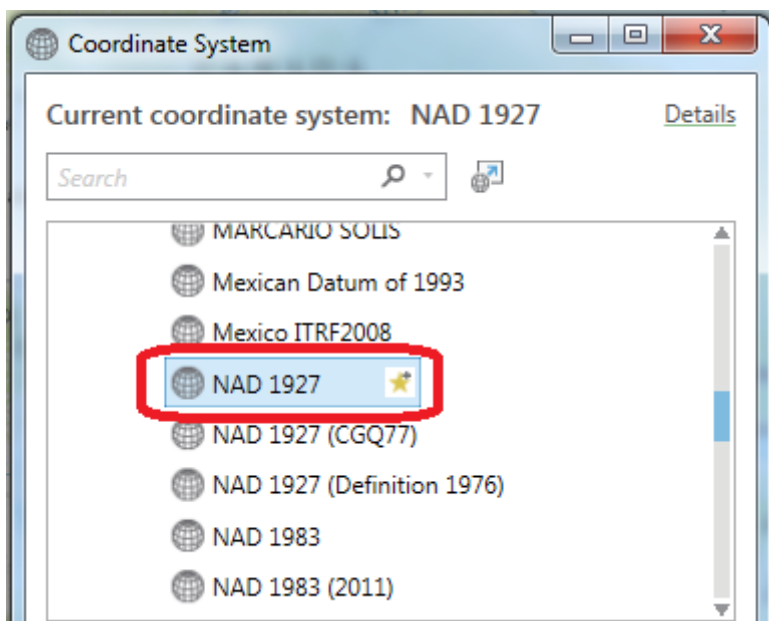 Coordinate System
Current coordinate system: NAD 1927 Details
Search
MARCARIO SOLIS
Mexican Datum of 1993
Mexico ITRF2008
NAD 1927
NAD 1927 (CGQ77)
NAD 1927 (Definition 1976)
NAD 1983
NAD 1983 (2011)